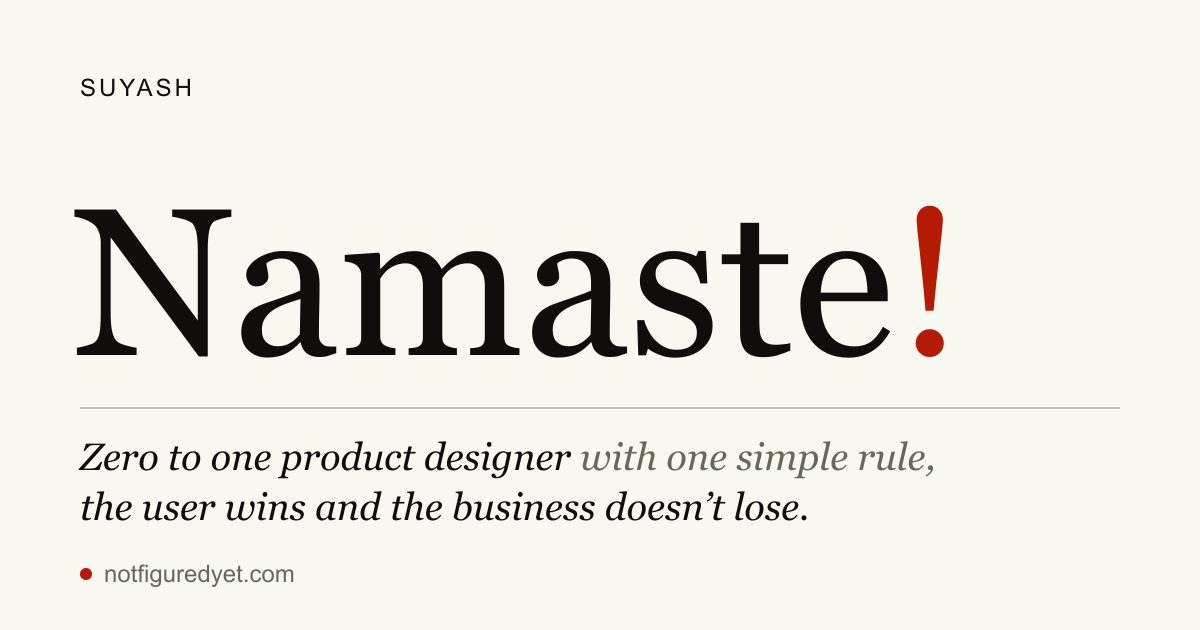 SUYASH
Namaste!
Zero to one product designer with one simple rule,
the user wins and the business doesn’t lose.
notfiguredyet.com